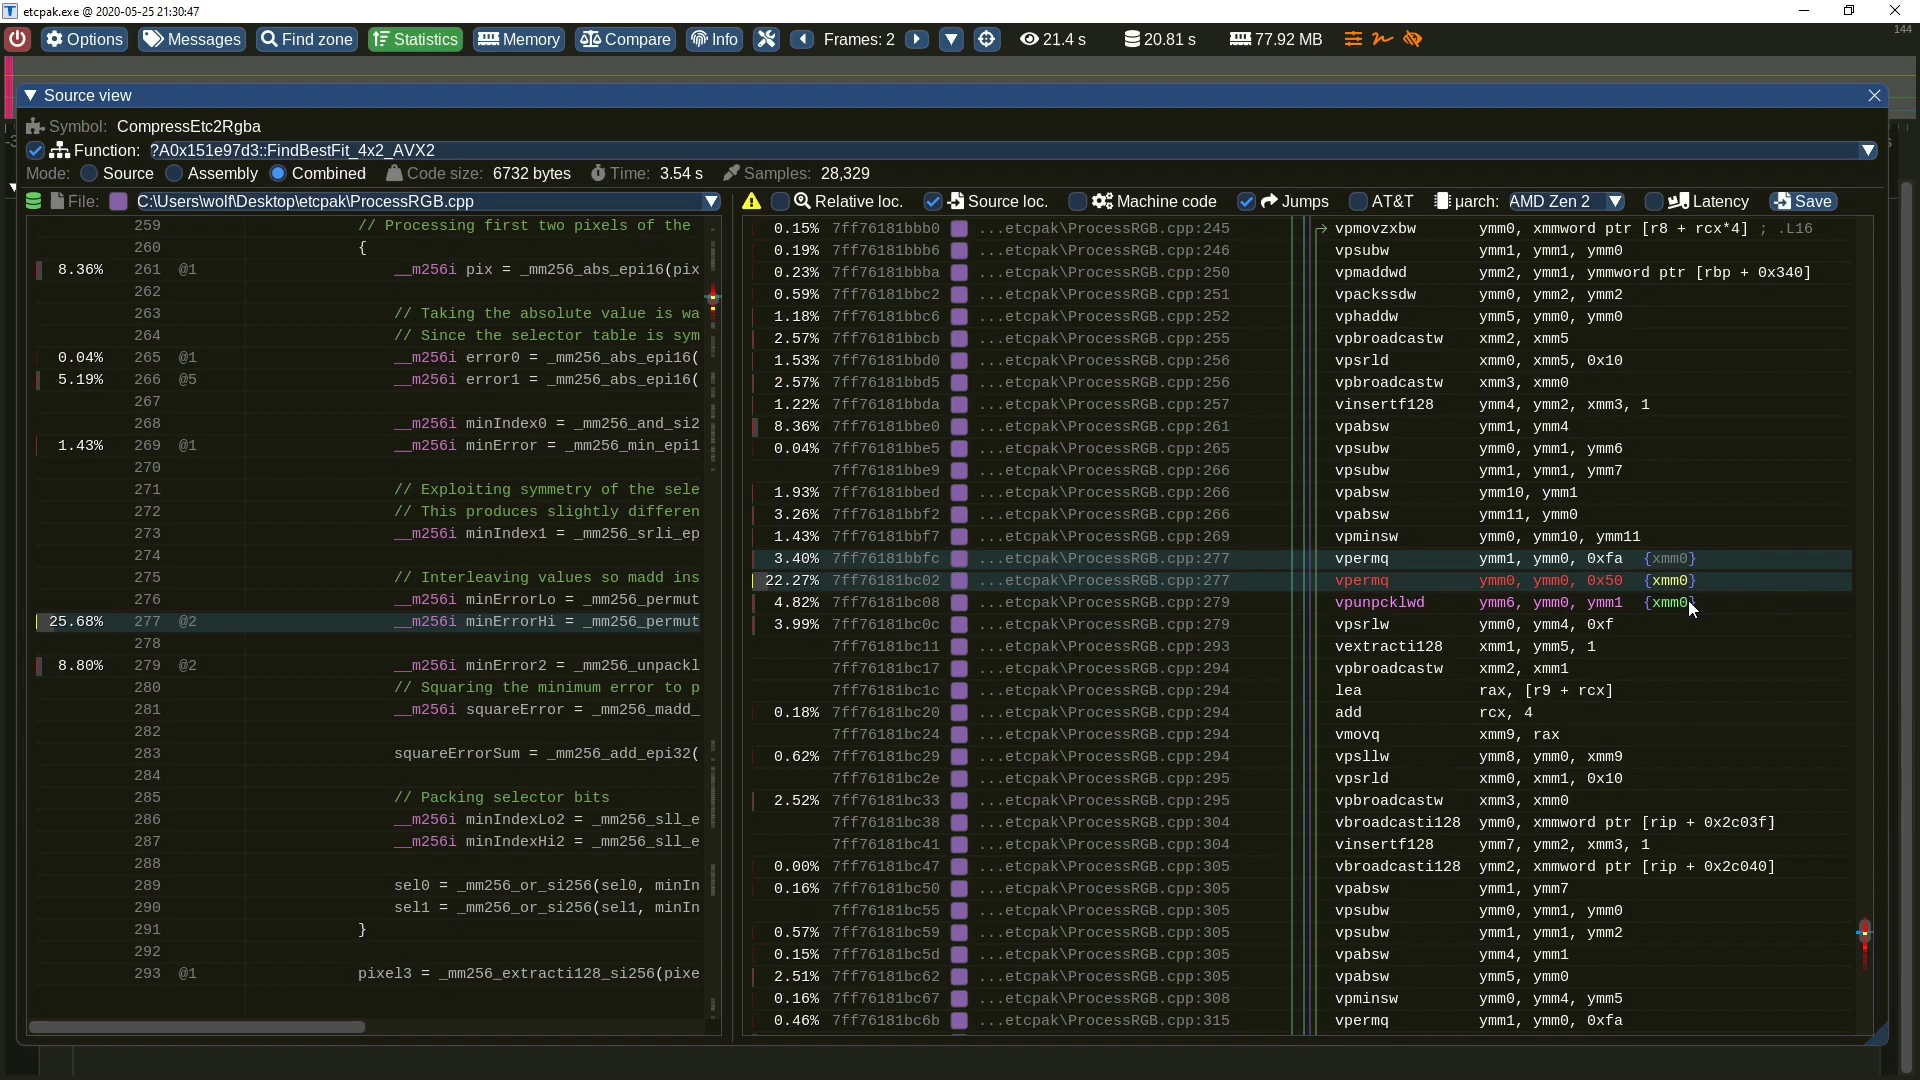 etcpak.exe @ 2020-05-25 21:30:47
Options Messages Find zone Statistics Memory Compare Info Frames: 2 21.4 s 20.81 s 77.92 MB 144
Source view
Symbol: CompressEtc2Rgba
Function: ?A0x151e97d3::FindBestFit_4x2_AVX2
Mode: Source Assembly Combined Code size: 6732 bytes Time: 3.54 s Samples: 28,329
File: C:\Users\wolf\Desktop\etcpak\ProcessRGB.cpp
259 // Processing first two pixels of the
260 {
8.36% 261 @1 __m256i pix = _mm256_abs_epi16(pix
262
263 // Taking the absolute value is wa
264 // Since the selector table is sym
0.04% 265 @1 __m256i error0 = _mm256_abs_epi16(
5.19% 266 @5 __m256i error1 = _mm256_abs_epi16(
267
268 __m256i minIndex0 = _mm256_and_si2
1.43% 269 @1 __m256i minError = _mm256_min_epi1
270
271 // Exploiting symmetry of the sele
272 // This produces slightly differen
273 __m256i minIndex1 = _mm256_srli_ep
274
275 // Interleaving values so madd ins
276 __m256i minErrorLo = _mm256_permut
25.68% 277 @2 __m256i minErrorHi = _mm256_permut
278
8.80% 279 @2 __m256i minError2 = _mm256_unpackl
280 // Squaring the minimum error to p
281 __m256i squareError = _mm256_madd_
282
283 squareErrorSum = _mm256_add_epi32(
284
285 // Packing selector bits
286 __m256i minIndexLo2 = _mm256_sll_e
287 __m256i minIndexHi2 = _mm256_sll_e
288
289 sel0 = _mm256_or_si256(sel0, minIn
290 sel1 = _mm256_or_si256(sel1, minIn
291 }
292
293 @1 pixel3 = _mm256_extracti128_si256(pixe
Relative loc. Source loc. Machine code Jumps AT&T μarch: AMD Zen 2 Latency Save
0.15% 7ff76181bbb0 ...etcpak\ProcessRGB.cpp:245 vpmovzxbw ymm0, xmmword ptr [r8 + rcx*4] ; .L16
0.19% 7ff76181bbb6 ...etcpak\ProcessRGB.cpp:246 vpsubw ymm1, ymm1, ymm0
0.23% 7ff76181bbba ...etcpak\ProcessRGB.cpp:250 vpmaddwd ymm2, ymm1, ymmword ptr [rbp + 0x340]
0.59% 7ff76181bbc2 ...etcpak\ProcessRGB.cpp:251 vpackssdw ymm0, ymm2, ymm2
1.18% 7ff76181bbc6 ...etcpak\ProcessRGB.cpp:252 vphaddw ymm5, ymm0, ymm0
2.57% 7ff76181bbcb ...etcpak\ProcessRGB.cpp:255 vpbroadcastw xmm2, xmm5
1.53% 7ff76181bbd0 ...etcpak\ProcessRGB.cpp:256 vpsrld xmm0, xmm5, 0x10
2.57% 7ff76181bbd5 ...etcpak\ProcessRGB.cpp:256 vpbroadcastw xmm3, xmm0
1.22% 7ff76181bbda ...etcpak\ProcessRGB.cpp:257 vinsertf128 ymm4, ymm2, xmm3, 1
8.36% 7ff76181bbe0 ...etcpak\ProcessRGB.cpp:261 vpabsw ymm1, ymm4
0.04% 7ff76181bbe5 ...etcpak\ProcessRGB.cpp:265 vpsubw ymm0, ymm1, ymm6
7ff76181bbe9 ...etcpak\ProcessRGB.cpp:266 vpsubw ymm1, ymm1, ymm7
1.93% 7ff76181bbed ...etcpak\ProcessRGB.cpp:266 vpabsw ymm10, ymm1
3.26% 7ff76181bbf2 ...etcpak\ProcessRGB.cpp:266 vpabsw ymm11, ymm0
1.43% 7ff76181bbf7 ...etcpak\ProcessRGB.cpp:269 vpminsw ymm0, ymm10, ymm11
3.40% 7ff76181bbfc ...etcpak\ProcessRGB.cpp:277 vpermq ymm1, ymm0, 0xfa {xmm0}
22.27% 7ff76181bc02 ...etcpak\ProcessRGB.cpp:277 vpermq ymm0, ymm0, 0x50 {xmm0}
4.82% 7ff76181bc08 ...etcpak\ProcessRGB.cpp:279 vpunpcklwd ymm6, ymm0, ymm1 {xmm0}
3.99% 7ff76181bc0c ...etcpak\ProcessRGB.cpp:279 vpsrlw ymm0, ymm4, 0xf
7ff76181bc11 ...etcpak\ProcessRGB.cpp:293 vextracti128 xmm1, ymm5, 1
7ff76181bc17 ...etcpak\ProcessRGB.cpp:294 vpbroadcastw xmm2, xmm1
7ff76181bc1c ...etcpak\ProcessRGB.cpp:294 lea rax, [r9 + rcx]
0.18% 7ff76181bc20 ...etcpak\ProcessRGB.cpp:294 add rcx, 4
7ff76181bc24 ...etcpak\ProcessRGB.cpp:294 vmovq xmm9, rax
0.62% 7ff76181bc29 ...etcpak\ProcessRGB.cpp:294 vpsllw ymm8, ymm0, xmm9
7ff76181bc2e ...etcpak\ProcessRGB.cpp:295 vpsrld xmm0, xmm1, 0x10
2.52% 7ff76181bc33 ...etcpak\ProcessRGB.cpp:295 vpbroadcastw xmm3, xmm0
7ff76181bc38 ...etcpak\ProcessRGB.cpp:304 vbroadcasti128 ymm0, xmmword ptr [rip + 0x2c03f]
7ff76181bc41 ...etcpak\ProcessRGB.cpp:304 vinsertf128 ymm7, ymm2, xmm3, 1
0.00% 7ff76181bc47 ...etcpak\ProcessRGB.cpp:305 vbroadcasti128 ymm2, xmmword ptr [rip + 0x2c040]
0.16% 7ff76181bc50 ...etcpak\ProcessRGB.cpp:305 vpabsw ymm1, ymm7
7ff76181bc55 ...etcpak\ProcessRGB.cpp:305 vpsubw ymm0, ymm1, ymm0
0.57% 7ff76181bc59 ...etcpak\ProcessRGB.cpp:305 vpsubw ymm1, ymm1, ymm2
0.15% 7ff76181bc5d ...etcpak\ProcessRGB.cpp:305 vpabsw ymm4, ymm1
2.51% 7ff76181bc62 ...etcpak\ProcessRGB.cpp:305 vpabsw ymm5, ymm0
0.16% 7ff76181bc67 ...etcpak\ProcessRGB.cpp:308 vpminsw ymm0, ymm4, ymm5
0.46% 7ff76181bc6b ...etcpak\ProcessRGB.cpp:315 vpermq ymm1, ymm0, 0xfa